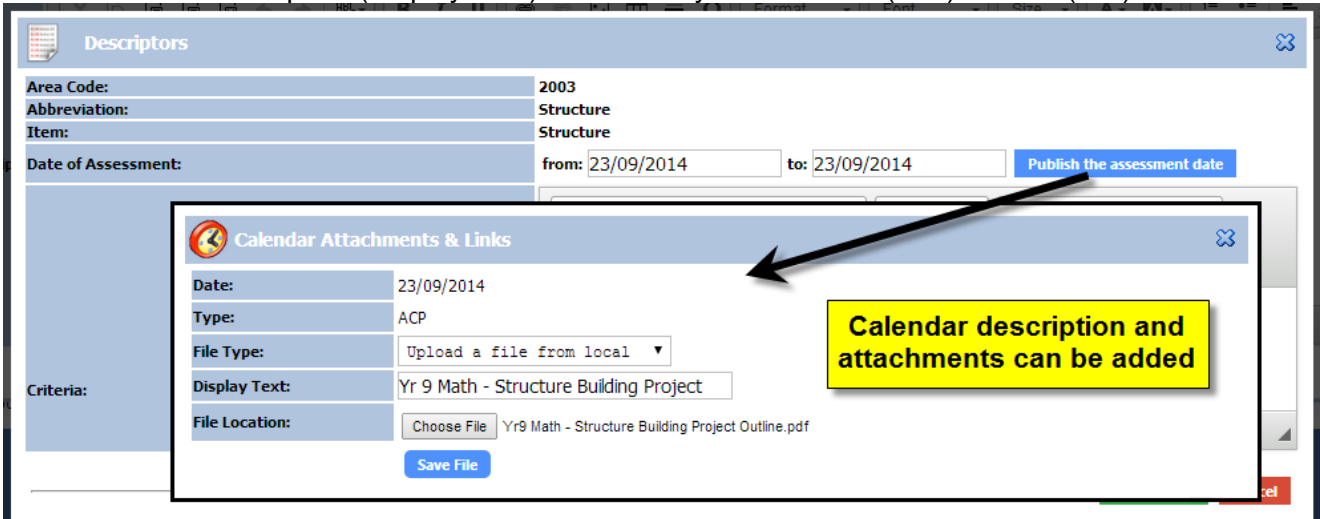 Descriptors
Area Code: 2003
Abbreviation: Structure
Item: Structure
Date of Assessment: from: 23/09/2014 to: 23/09/2014 Publish the assessment date
Calendar Attachments & Links
Date: 23/09/2014
Type: ACP
File Type: Upload a file from local
Display Text: Yr 9 Math - Structure Building Project
File Location: Choose File Yr9 Math - Structure Building Project Outline.pdf
Save File
Calendar description and
attachments can be added
Criteria: